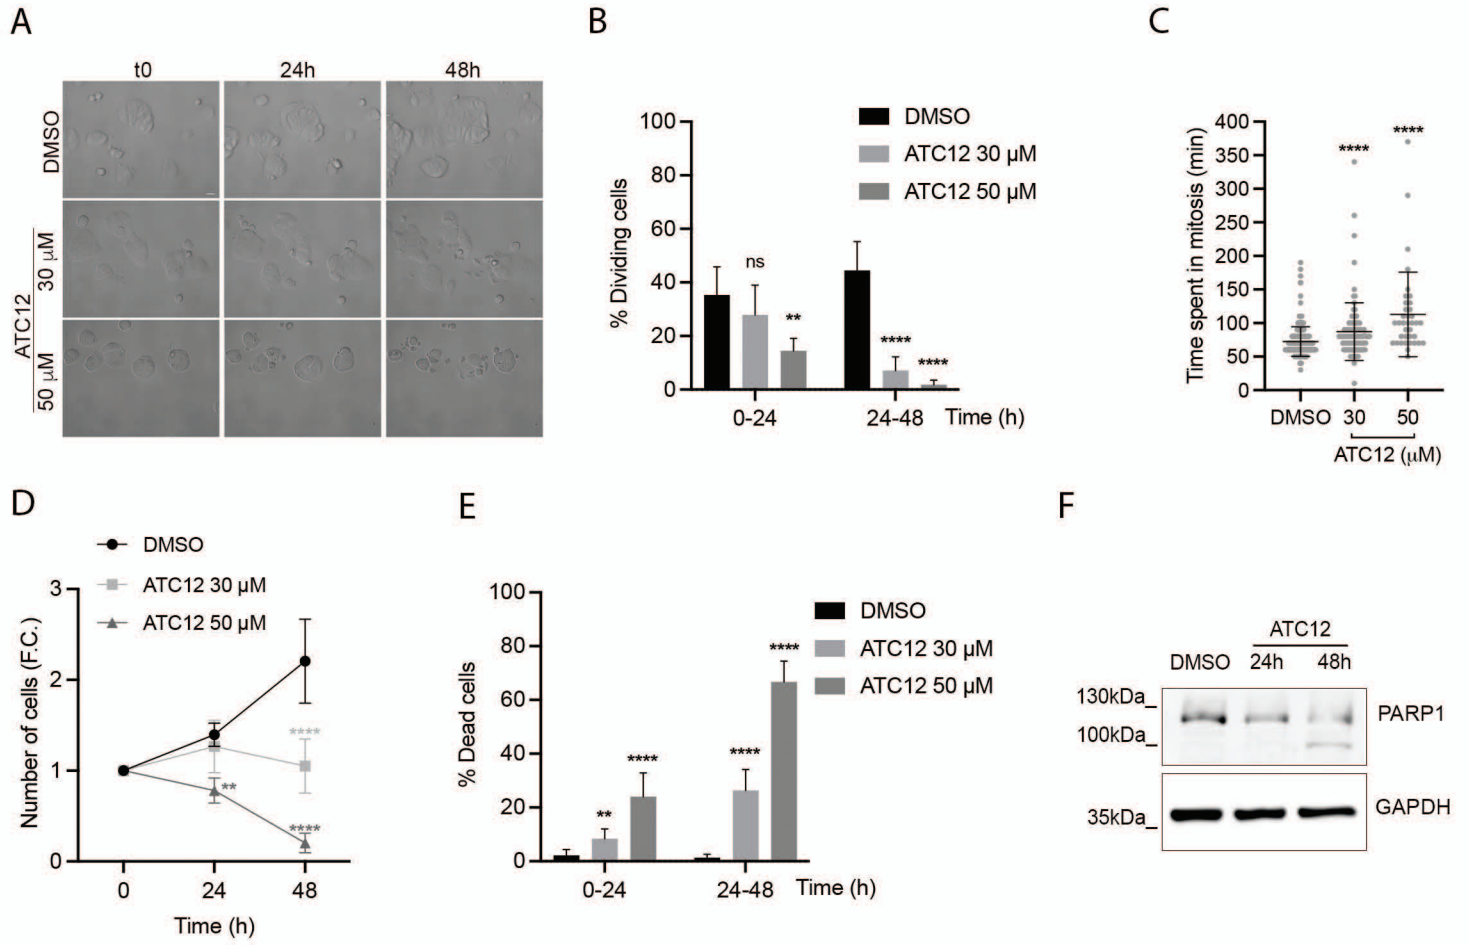 A
t0 24h 48h
DMSO
ATC12
30 μM
50 μM
B
DMSO
ATC12 30 μM
ATC12 50 μM
% Dividing cells
100
80
60
40
20
0
ns
**
****
****
0-24 24-48 Time (h)
C
Time spent in mitosis (min)
400
350
300
250
200
150
100
50
0
****
****
DMSO 30 50
ATC12 (μM)
D
DMSO
ATC12 30 μM
ATC12 50 μM
Number of cells (F.C.)
3
2
1
0
****
**
****
0 24 48
Time (h)
E
DMSO
ATC12 30 μM
ATC12 50 μM
% Dead cells
100
80
60
40
20
0
**
****
****
****
0-24 24-48 Time (h)
F
ATC12
DMSO 24h 48h
130kDa_
100kDa_
PARP1
35kDa_
GAPDH